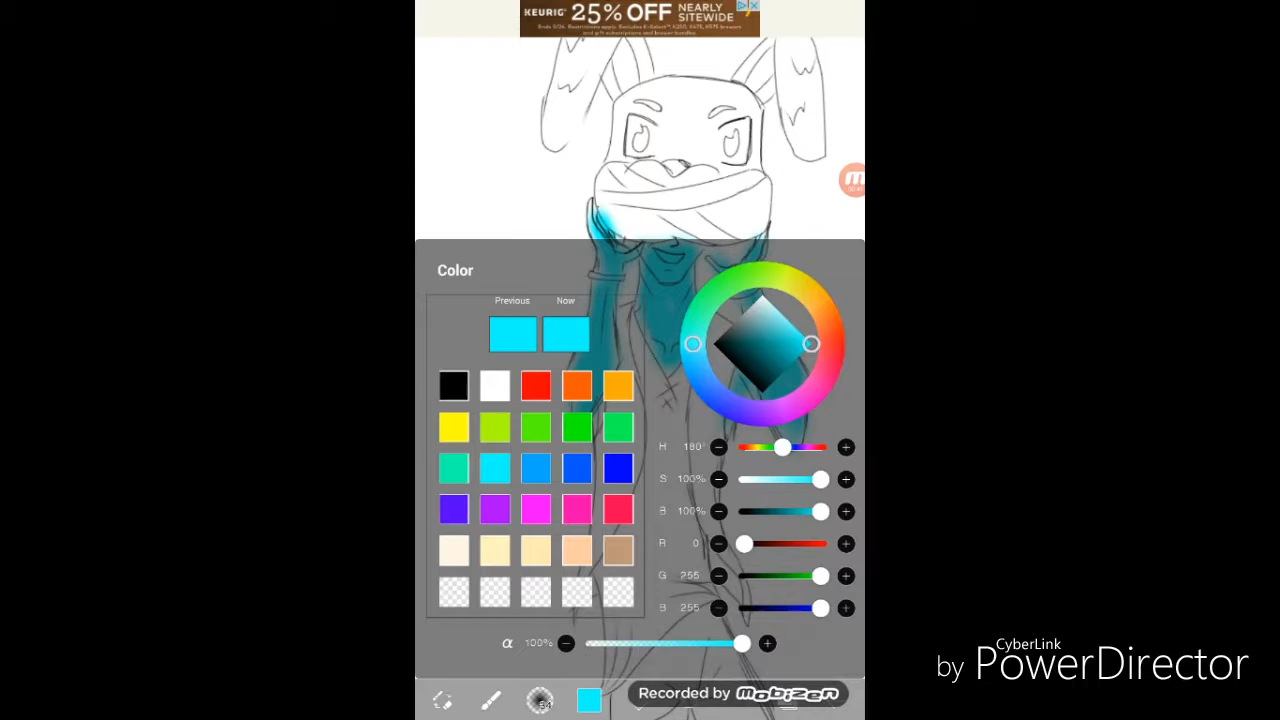 KEURIG 25% OFF NEARLY SITEWIDE
Color
Previous Now
H 180°
S 100%
B 100%
R 0
G 255
B 255
α 100%
Recorded by mobizen
CyberLink
by PowerDirector